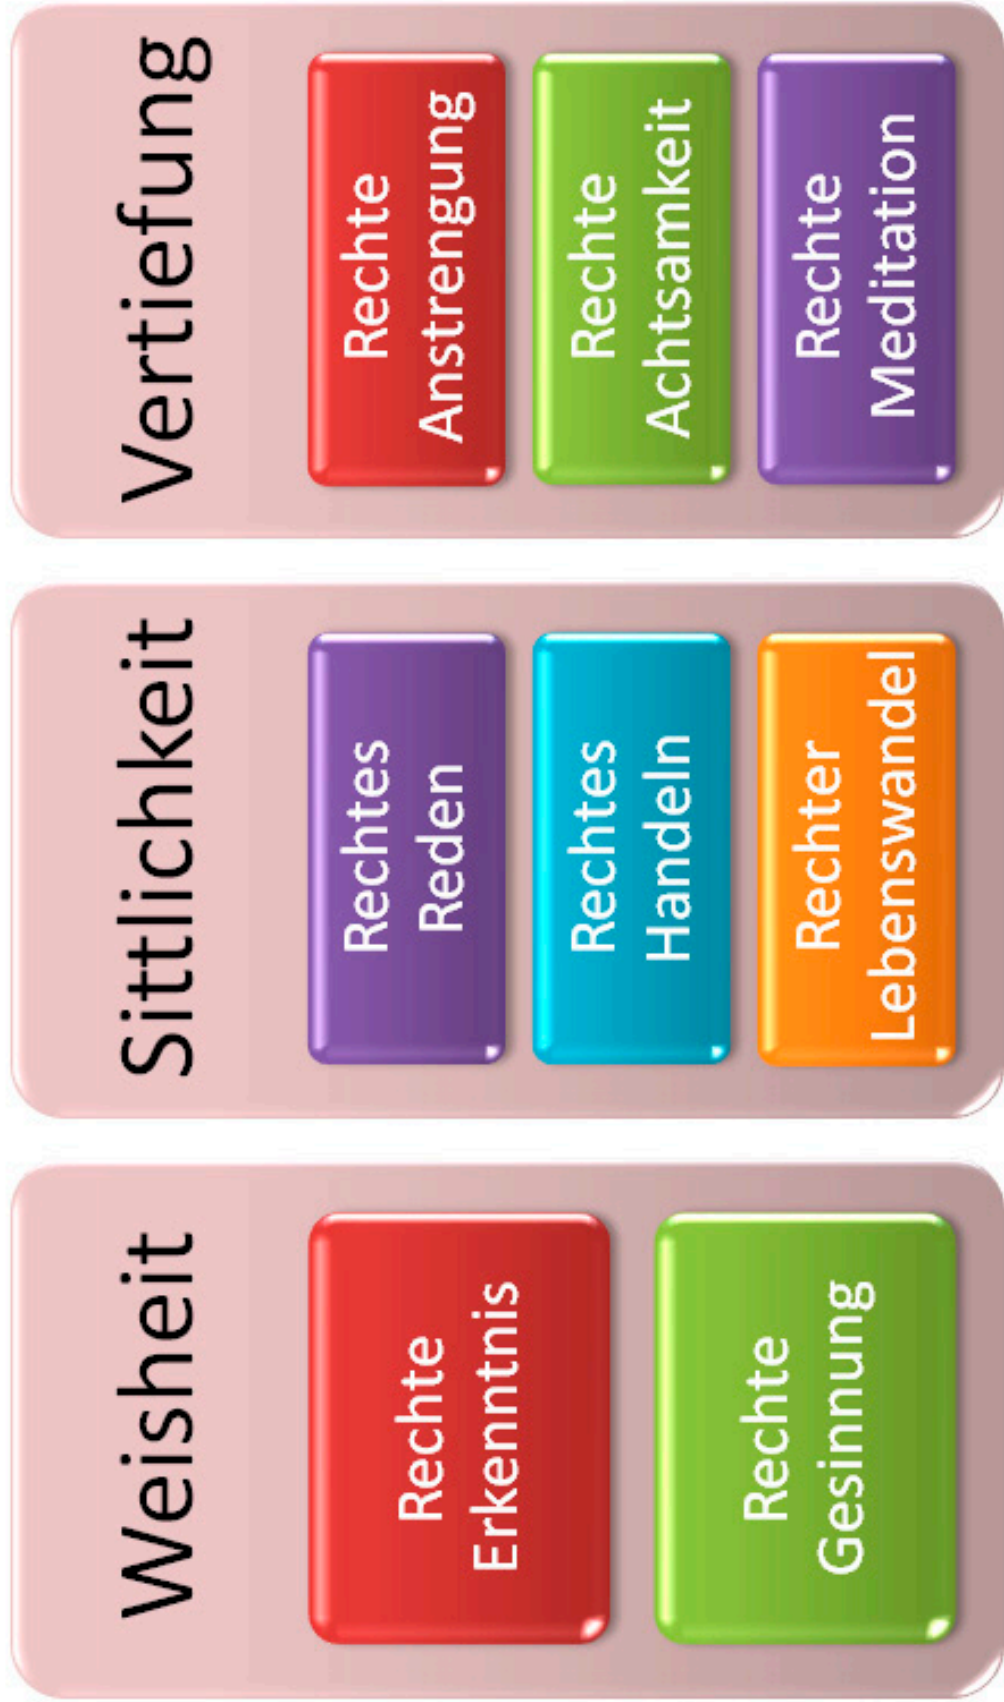 Weisheit
Rechte
Erkenntnis
Rechte
Gesinnung
Sittlichkeit
Rechtes
Reden
Rechtes
Handeln
Rechter
Lebenswandel
Vertiefung
Rechte
Anstrengung
Rechte
Achtsamkeit
Rechte
Meditation